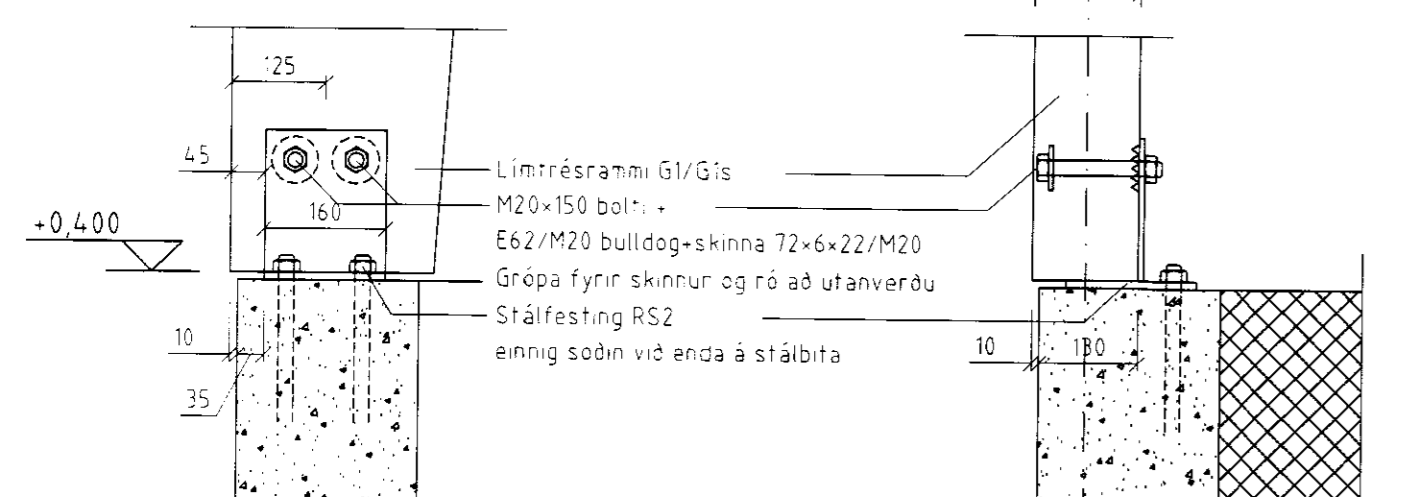 125
45
Límtrésrammi G1/G1s
M20×150 bolti +
160
+0,400
E62/M20 bulldog+skinna 72×6×22/M20
Grópa fyrir skinnur og ró að utanverðu
Stálfesting RS2
10
einnig soðin við enda á stálbita
10
130
35